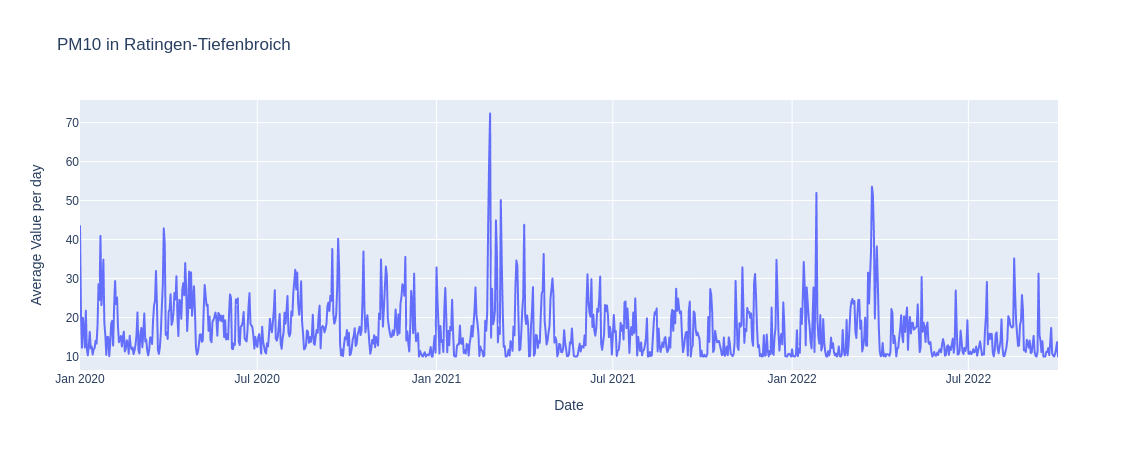 PM10 in Ratingen-Tiefenbroich
Average Value per day
70
60
50
40
30
20
10
Jan 2020
Jul 2020
Jan 2021
Jul 2021
Jan 2022
Jul 2022
Date